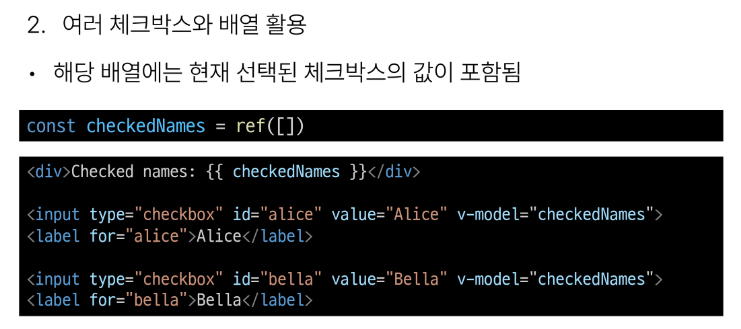 2. 여러 체크박스와 배열 활용
• 해당 배열에는 현재 선택된 체크박스의 값이 포함됨
const checkedNames = ref([])
<div>Checked names: {{ checkedNames }}</div>
<input type="checkbox" id="alice" value="Alice" v-model="checkedNames">
<label for="alice">Alice</label>
<input type="checkbox" id="bella" value="Bella" v-model="checkedNames">
<label for="bella">Bella</label>